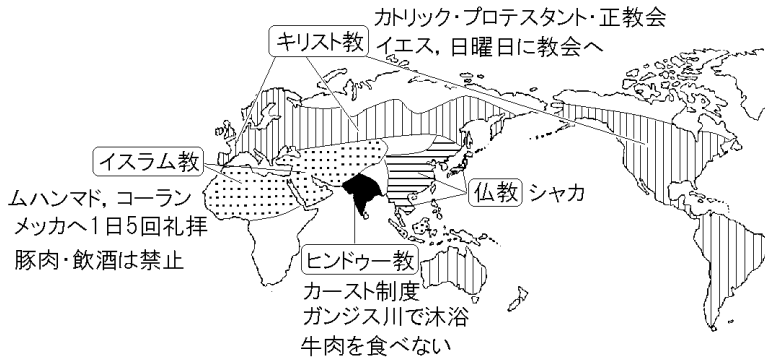 キリスト教
カトリック・プロテスタント・正教会
イエス,日曜日に教会へ
イスラム教
ムハンマド,コーラン
メッカへ1日5回礼拝
豚肉・飲酒は禁止
仏教 シャカ
ヒンドゥー教
カースト制度
ガンジス川で沐浴
牛肉を食べない